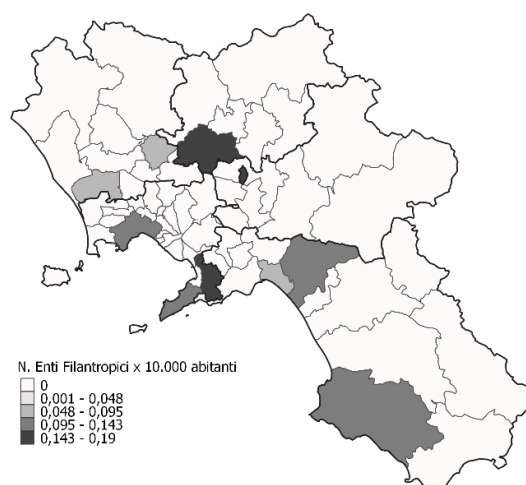 N. Enti Filantropici x 10.000 abitanti
0
0,001 - 0,048
0,048 - 0,095
0,095 - 0,143
0,143 - 0,19